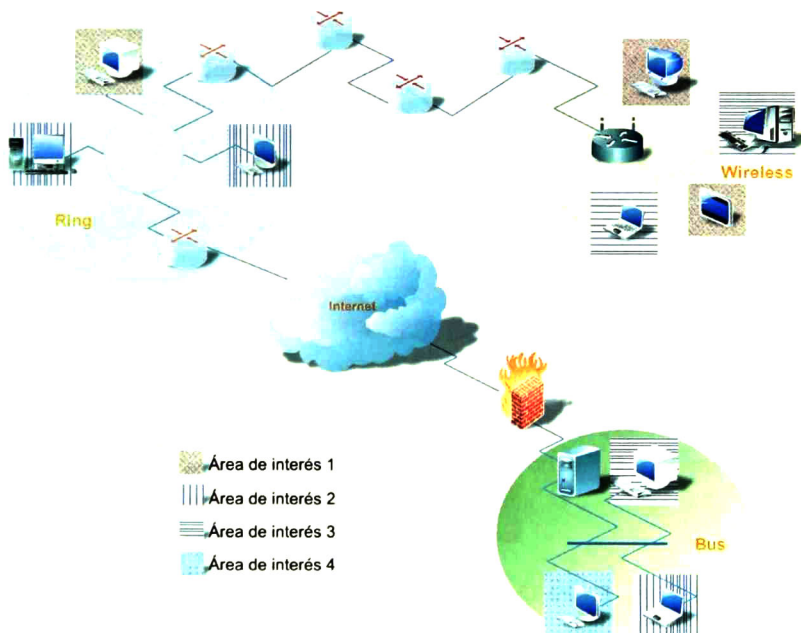 Wireless
Ring
Internet
Área de interés 1
Área de interés 2
Área de interés 3
Área de interés 4
Bus